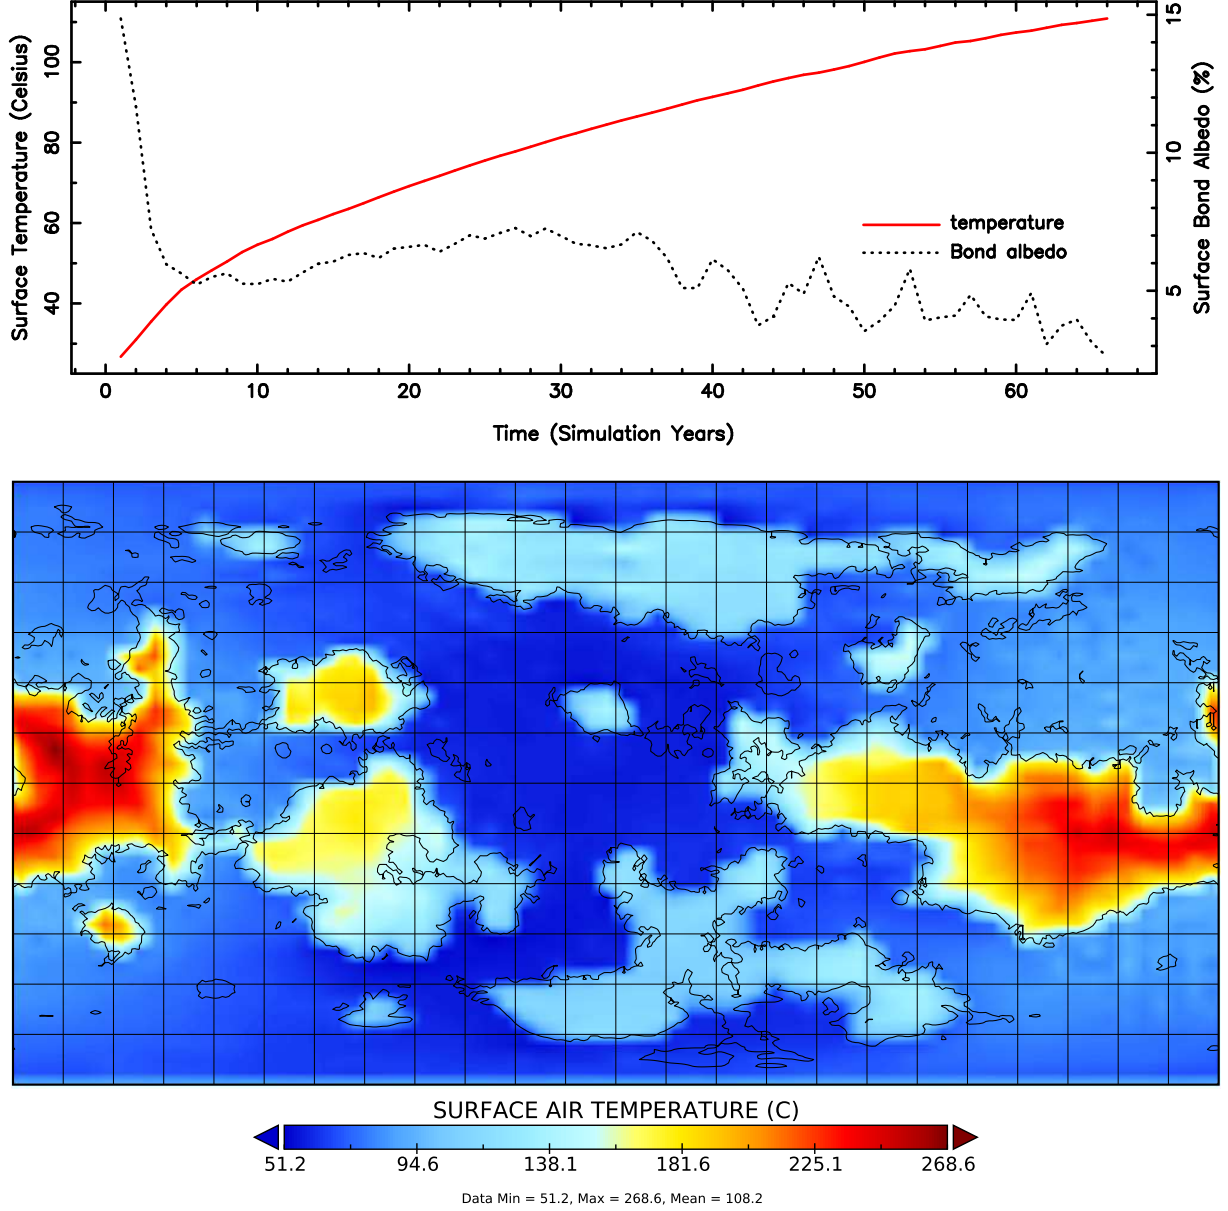 15
100
80
60
40
10
5
Surface Temperature (Celsius)
Surface Bond Albedo (%)
temperature
Bond albedo
0 10 20 30 40 50 60
Time (Simulation Years)
SURFACE AIR TEMPERATURE (C)
51.2 94.6 138.1 181.6 225.1 268.6
Data Min = 51.2, Max = 268.6, Mean = 108.2